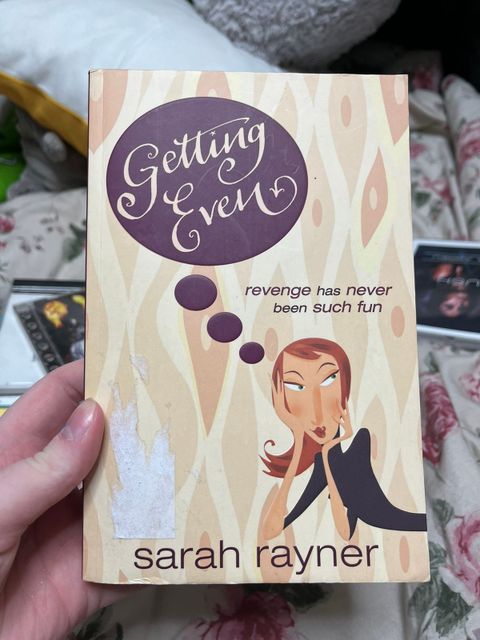 Getting
Even
revenge has never
been such fun
sarah rayner